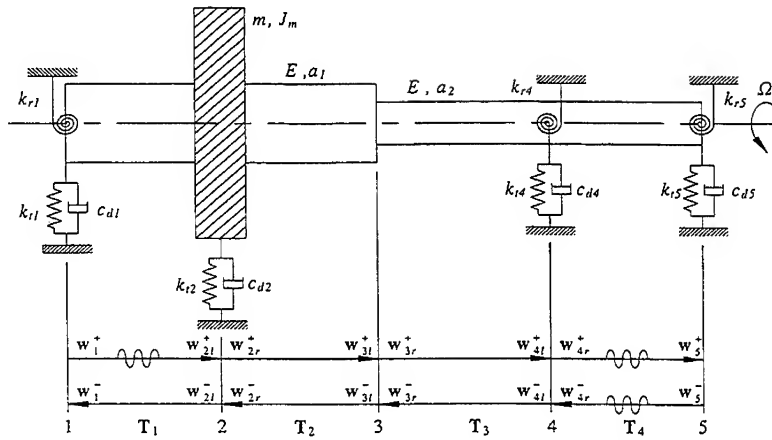 m, J_m
E ,a_1
E ,a_2
k_r1
k_r4
k_r5
Ω
k_t1
c_d1
k_t2
c_d2
k_t4
c_d4
k_t5
c_d5
w_1^+ w_2l^+ w_2r^+ w_3l^+ w_3r^+ w_4l^+ w_4r^+ w_5^+
w_1^- w_2l^- w_2r^- w_3l^- w_3r^- w_4l^- w_4r^- w_5^-
1 T_1 2 T_2 3 T_3 4 T_4 5